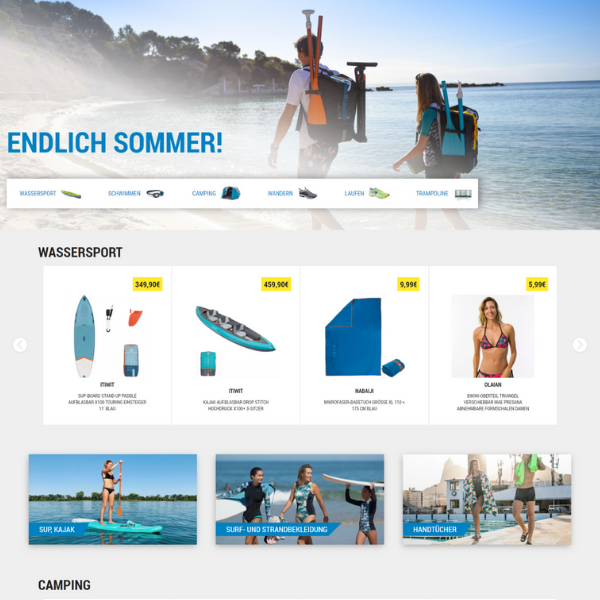 ENDLICH SOMMER!
WASSERSPORT
SCHWIMMEN
CAMPING
WANDERN
LAUFEN
TRAMPOLINE
WASSERSPORT
349,90€
459,90€
9,99€
5,99€
ITIWIT
SUP-BOARD STAND UP PADDLE
AUFBLASBAR X100 TOURING EINSTEIGER
11' BLAU
ITIWIT
KAJAK AUFBLASBAR DROP STITCH
HOCHDRUCK X100+ 3-SITZER
NABAIJI
MIKROFASER-BADETUCH GRÖSSE XL 110 ×
175 CM BLAU
OLAIAN
BIKINI-OBERTEIL TRIANGEL
VERSCHIEBBAR MAE PRESANA
ABNEHMBARE FORMSCHALEN DAMEN
SUP, KAJAK
SURF- UND STRANDBEKLEIDUNG
HANDTÜCHER
CAMPING